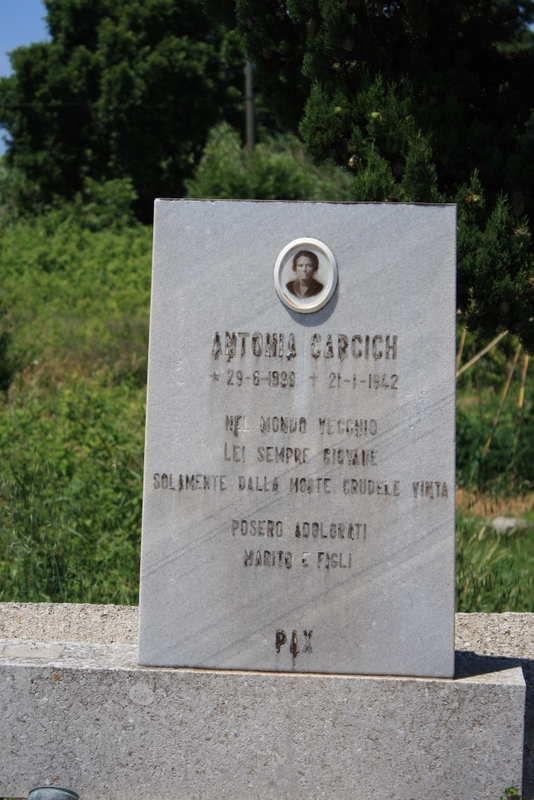 ANTONIA CARCICH
* 29-6-1898 † 21-1-1942
NEL MONDO VECCHIO
LEI SEMPRE GIOVANE
SOLAMENTE DALLA MORTE CRUDELE VINTA
POSERO ADOLORATI
MARITO E FIGLI
PAX